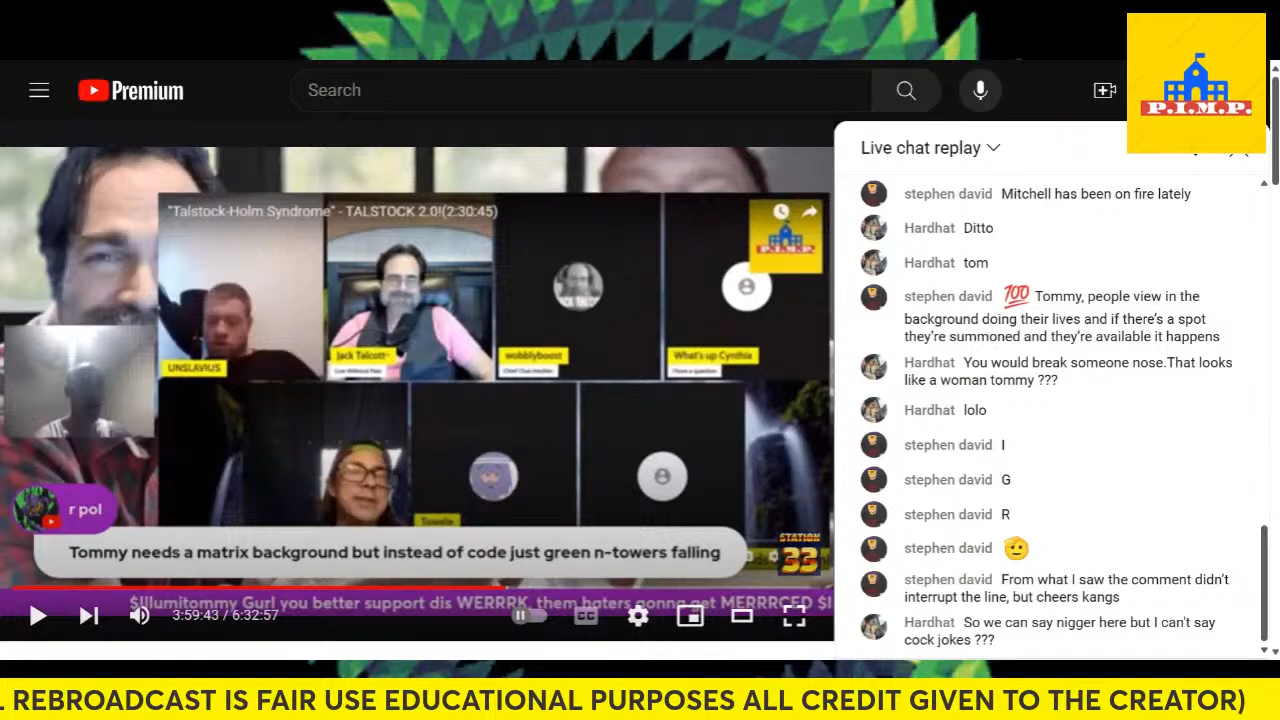 Premium
Search
P.I.M.P.
Live chat replay
stephen david Mitchell has been on fire lately
Hardhat Ditto
Hardhat tom
stephen david 💯 Tommy, people view in the
background doing their lives and if there's a spot
they're summoned and they're available it happens
Hardhat You would break someone nose.That looks
like a woman tommy ???
Hardhat lolo
stephen david I
stephen david G
stephen david R
stephen david 🫡
stephen david From what I saw the comment didn't
interrupt the line, but cheers kangs
Hardhat So we can say nigger here but I can't say
cock jokes ???
"Talstock-Holm Syndrome" - TALSTOCK 2.0!(2:30:45)
P.I.M.P.
UNSLAVIUS
Jack Talcott
Live Without Fear
wobblyboost
What's up Cynthia
I have a question
Towelie
r pol
Tommy needs a matrix background but instead of code just green n-towers falling
STATION
33
$Illumitommy Gurl you better support dis WERRRK, them haters gonna get MERRRCED $I
3:59:43 / 6:32:57
CC
L REBROADCAST IS FAIR USE EDUCATIONAL PURPOSES ALL CREDIT GIVEN TO THE CREATOR)